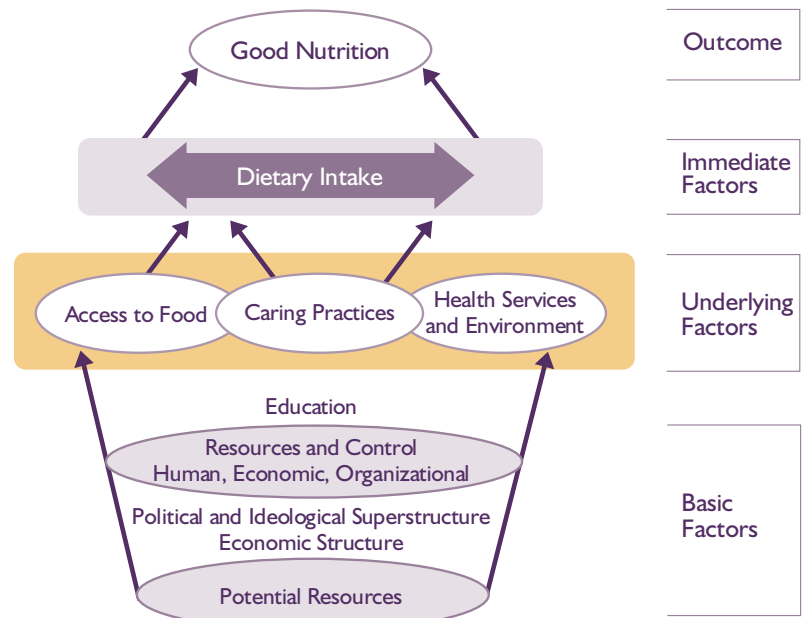 Good Nutrition
Outcome
Dietary Intake
Immediate
Factors
Access to Food
Caring Practices
Health Services
and Environment
Underlying
Factors
Education
Resources and Control
Human, Economic, Organizational
Political and Ideological Superstructure
Economic Structure
Potential Resources
Basic
Factors